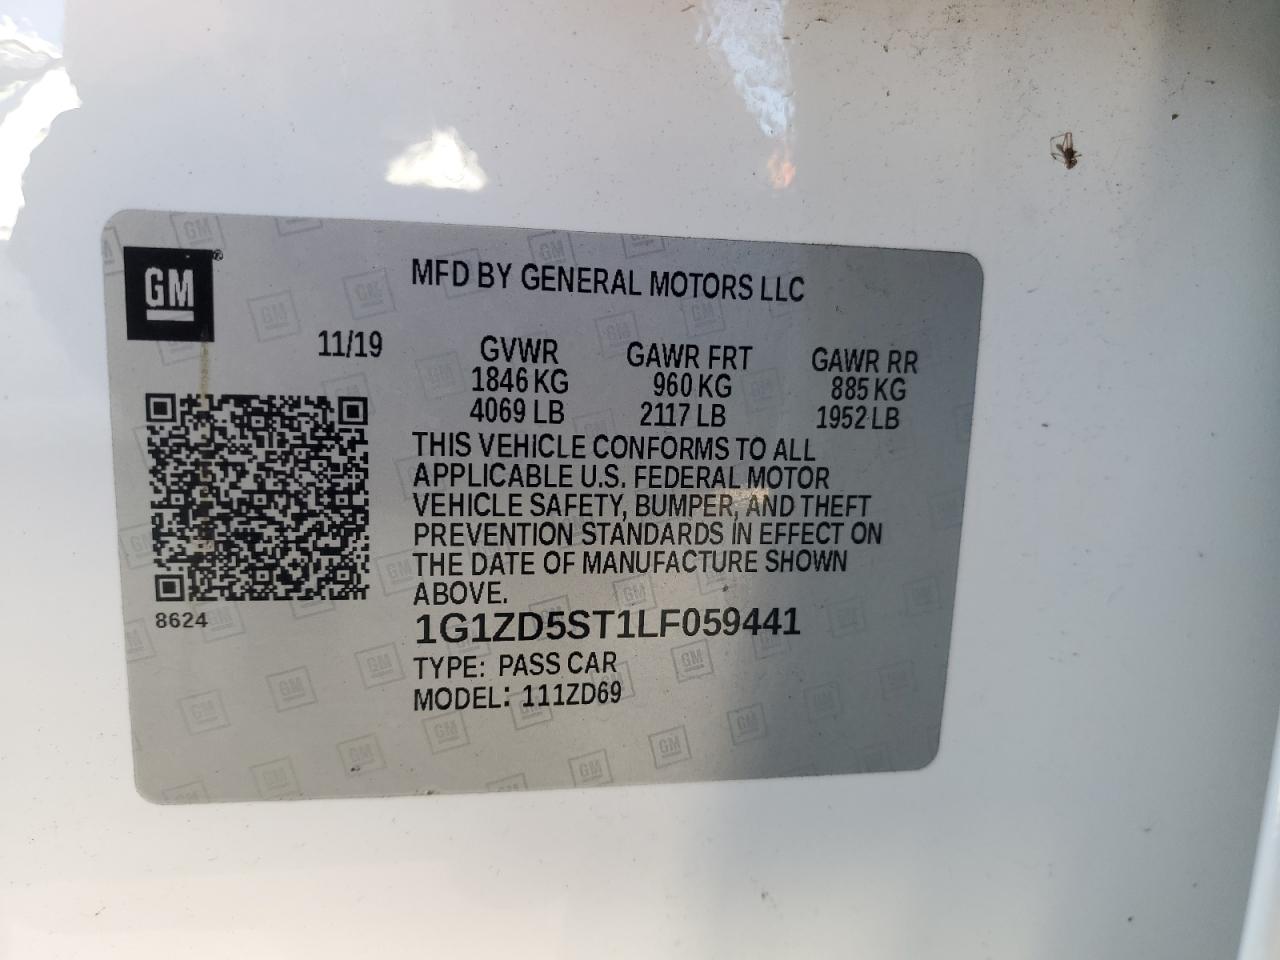 GM
MFD BY GENERAL MOTORS LLC
11/19
GVWR GAWR FRT GAWR RR
1846 KG 960 KG 885 KG
4069 LB 2117 LB 1952 LB
THIS VEHICLE CONFORMS TO ALL
APPLICABLE U.S. FEDERAL MOTOR
VEHICLE SAFETY, BUMPER, AND THEFT
PREVENTION STANDARDS IN EFFECT ON
THE DATE OF MANUFACTURE SHOWN
ABOVE.
8624
1G1ZD5ST1LF059441
TYPE: PASS CAR
MODEL: 111ZD69